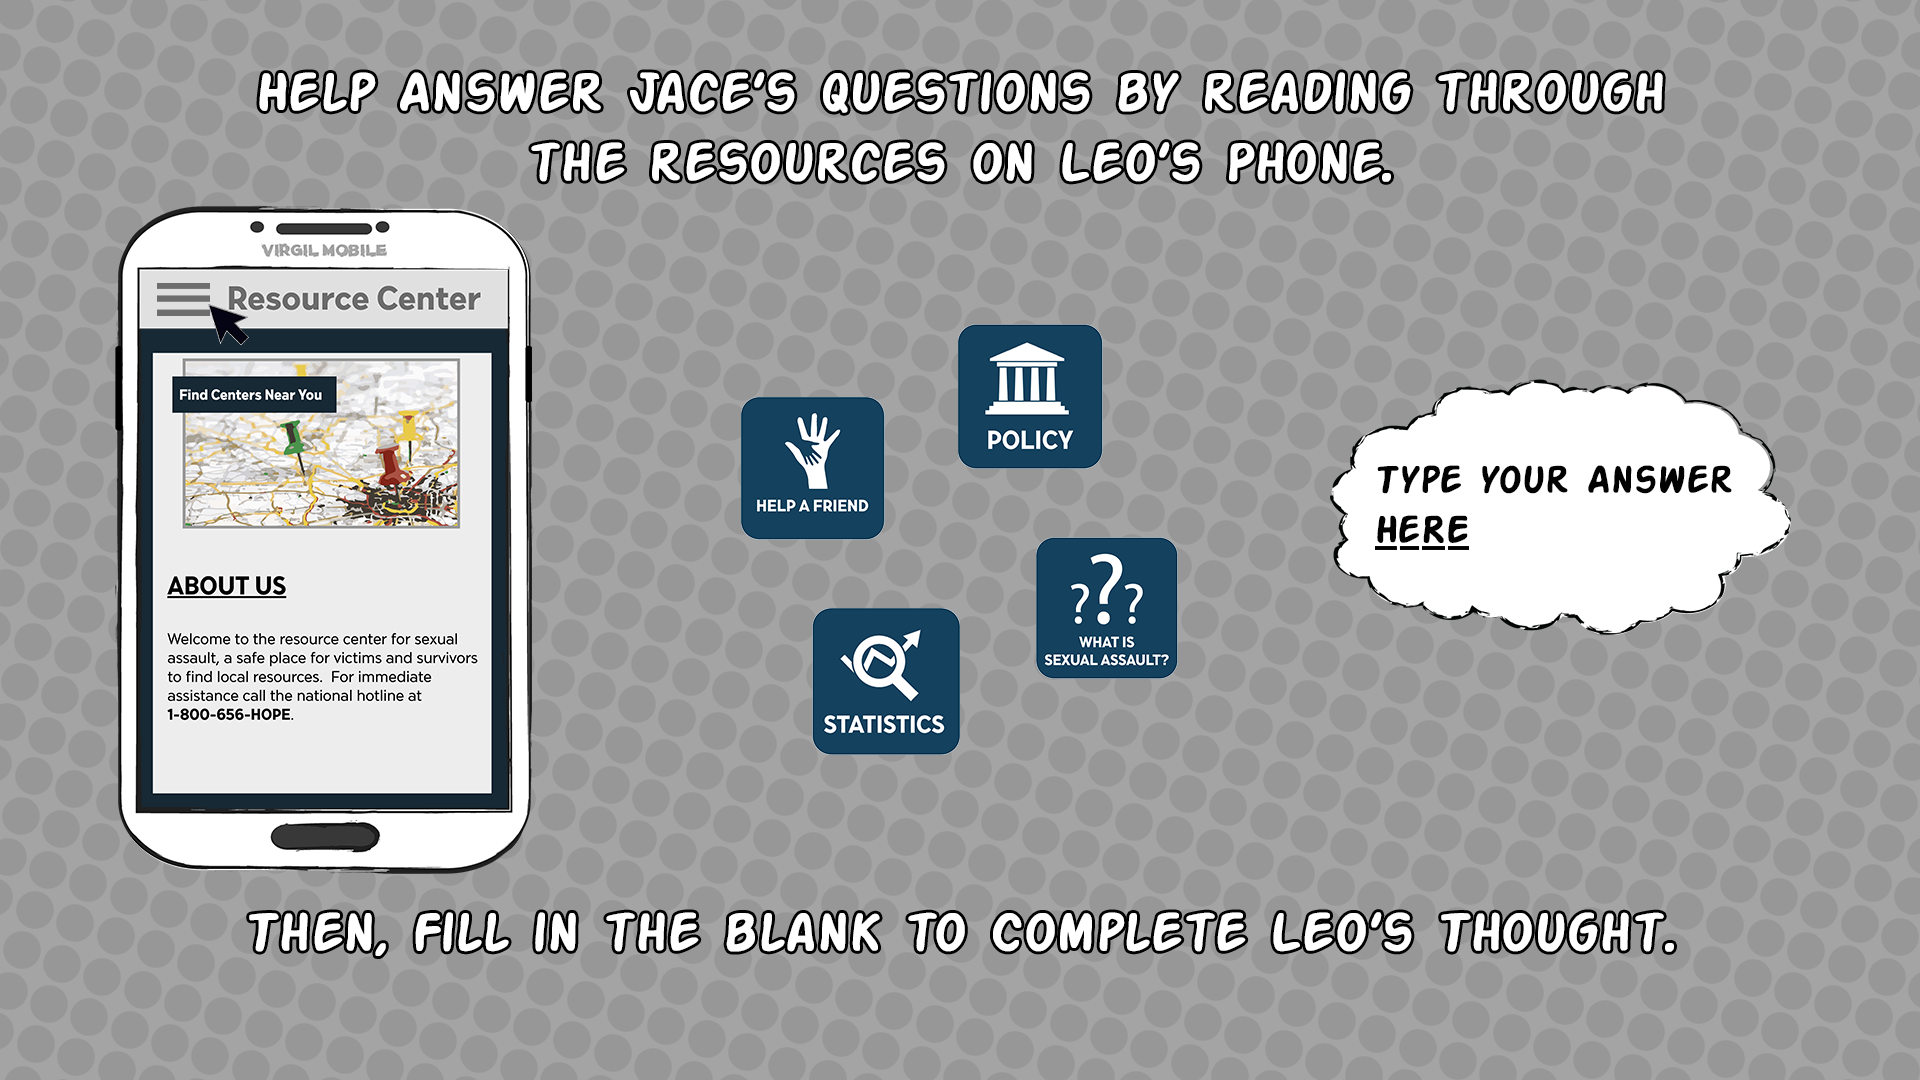 HELP ANSWER JACE'S QUESTIONS BY READING THROUGH
THE RESOURCES ON LEO'S PHONE.
VIRGIL MOBILE
Resource Center
Find Centers Near You
ABOUT US
Welcome to the resource center for sexual
assault, a safe place for victims and survivors
to find local resources.  For immediate
assistance call the national hotline at
1-800-656-HOPE.
HELP A FRIEND
POLICY
STATISTICS
???
WHAT IS
SEXUAL ASSAULT?
TYPE YOUR ANSWER
HERE
THEN, FILL IN THE BLANK TO COMPLETE LEO'S THOUGHT.